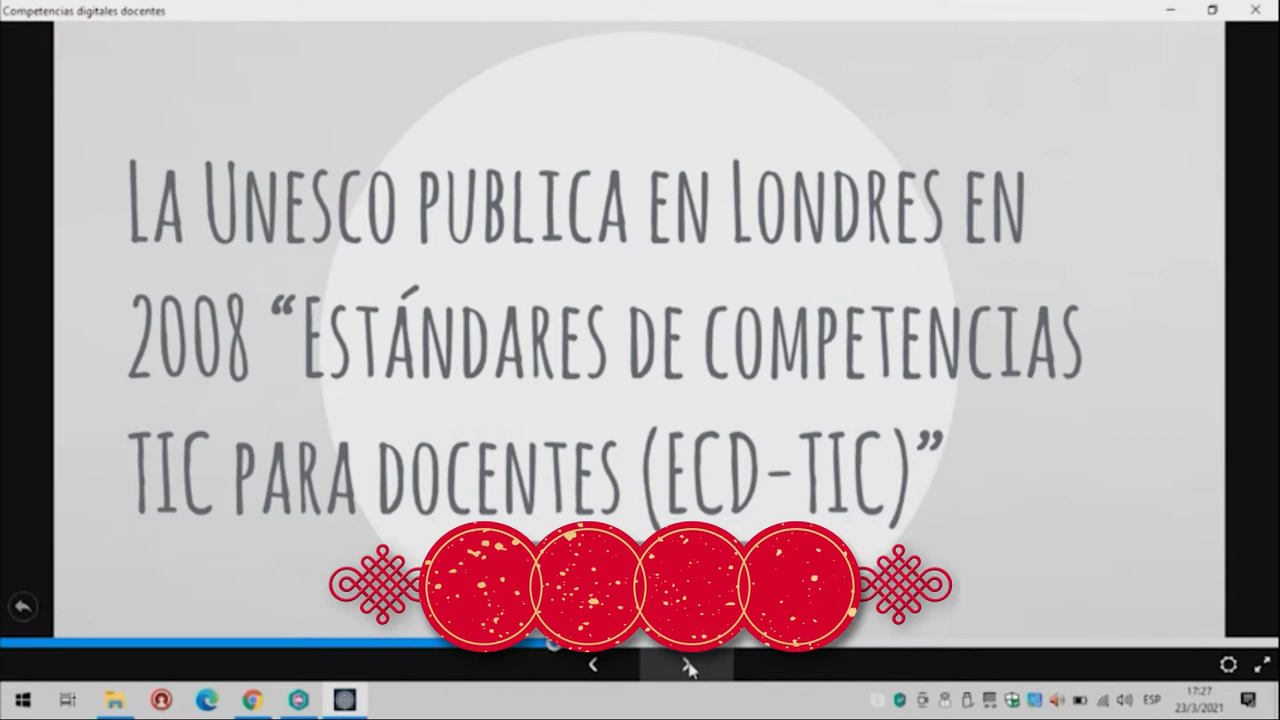 Competencias digitales docentes
La Unesco publica en Londres en
2008 “Estándares de competencias
TIC para docentes (ECD-TIC)”
ESP
17:27
23/3/2021